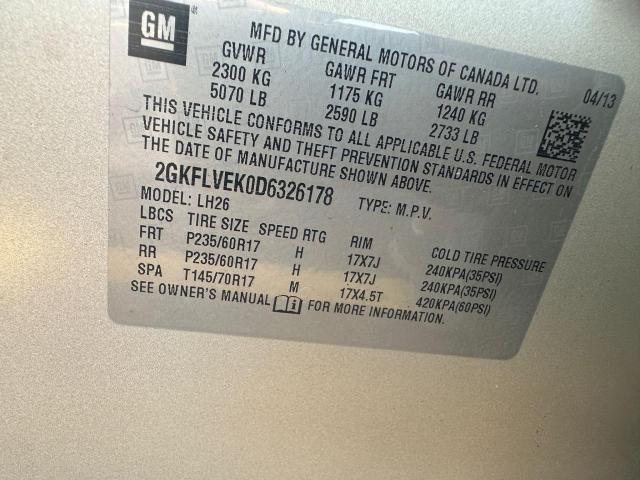 GM
MFD BY GENERAL MOTORS OF CANADA LTD.
04/13
GVWR GAWR FRT GAWR RR
2300 KG 1175 KG 1240 KG
5070 LB 2590 LB 2733 LB
THIS VEHICLE CONFORMS TO ALL APPLICABLE U.S. FEDERAL MOTOR
VEHICLE SAFETY AND THEFT PREVENTION STANDARDS IN EFFECT ON
THE DATE OF MANUFACTURE SHOWN ABOVE.
2GKFLVEK0D6326178 TYPE: M.P.V.
MODEL: LH26
LBCS TIRE SIZE SPEED RTG RIM COLD TIRE PRESSURE
FRT P235/60R17 H 17X7J 240KPA(35PSI)
RR P235/60R17 H 17X7J 240KPA(35PSI)
SPA T145/70R17 M 17X4.5T 420KPA(60PSI)
SEE OWNER'S MANUAL FOR MORE INFORMATION.